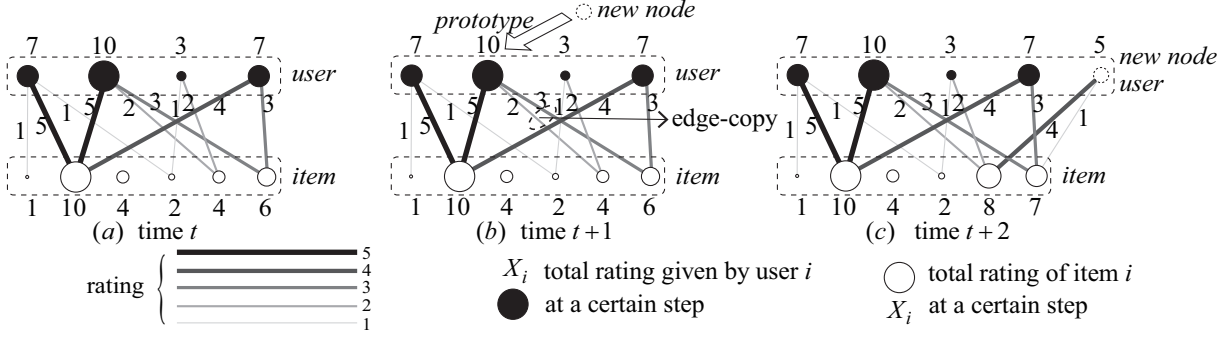 prototype new node
7 10 3 7
user
1 5 1 5 2 3 1 2 4 3
item
1 10 4 2 4 6
(a) time t
7 10 3 7
user
1 5 1 5 2 3 1 2 4 3
edge-copy
item
1 10 4 2 4 6
(b) time t+1
7 10 3 7 5
new node
user
1 5 1 5 2 3 1 2 4 3 4 1
item
1 10 4 2 8 7
(c) time t+2
rating
5
4
3
2
1
X_i total rating given by user i
at a certain step
total rating of item i
X_i at a certain step